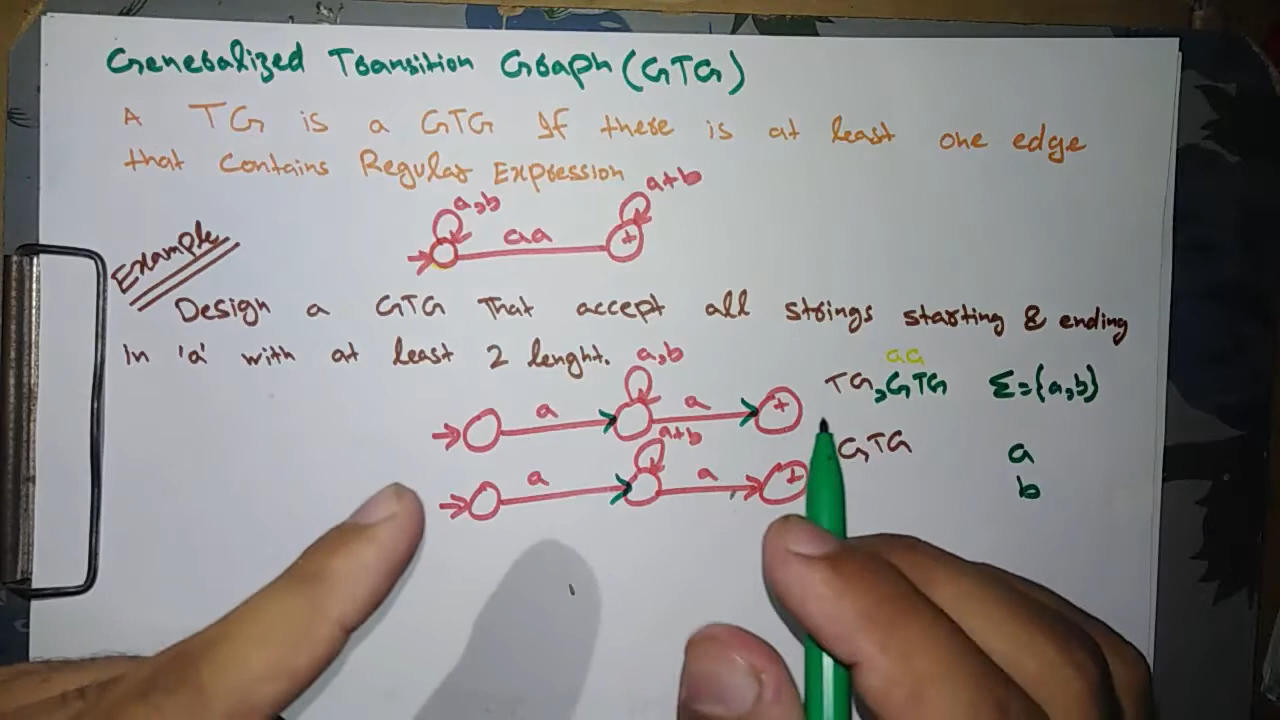 Generalized Transition Graph (GTG)
A TG is a GTG If there is at least one edge
that contains Regular Expression
a,b
aa
a+b
+
Example
Design a GTG That accept all strings starting & ending
In 'a' with at least 2 lenght.
a,b
aa
a
a
+
TG,GTG
Σ={a,b}
a+b
a
a
+
GTG
a
b